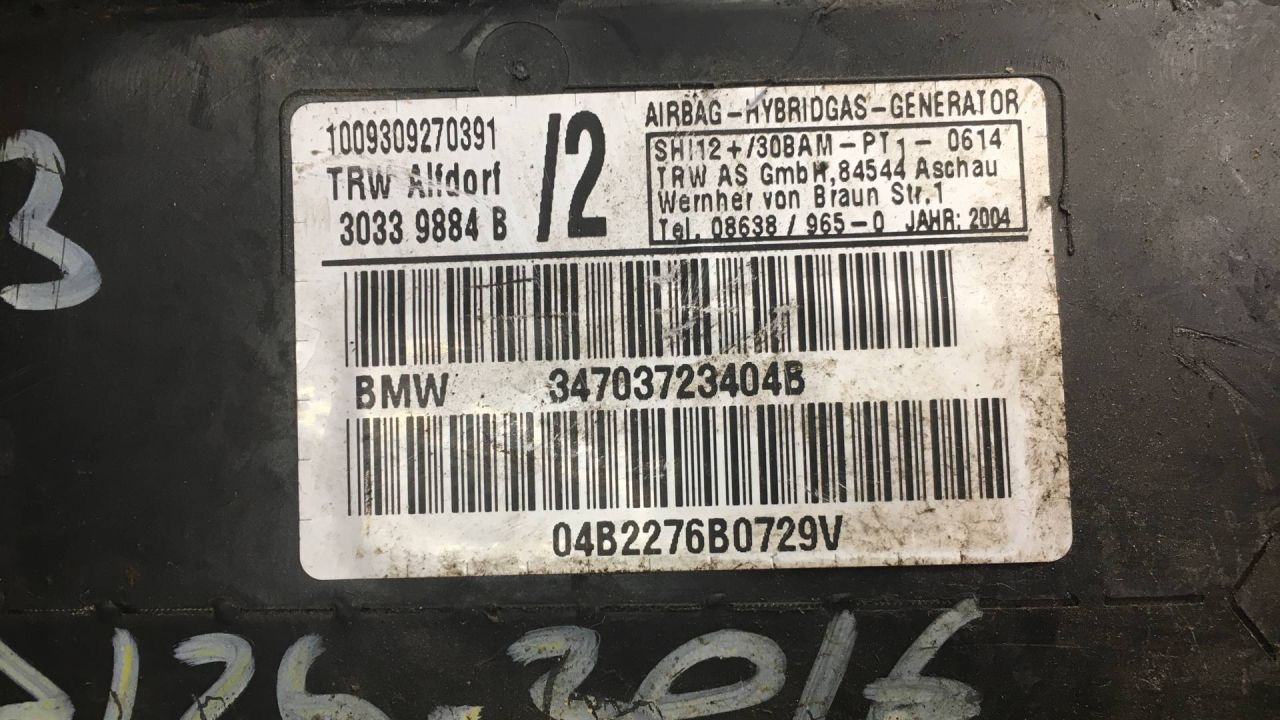 3
1009309270391
TRW Alfdorf
3033 9884 B
/2
AIRBAG-HYBRIDGAS-GENERATOR
SHI12+/30BAM-PT1-0614
TRW AS GmbH,84544 Aschau
Wernher von Braun Str.1
Tel. 08638 / 965-0 JAHR: 2004
BMW 34703723404B
04B2276B0729V